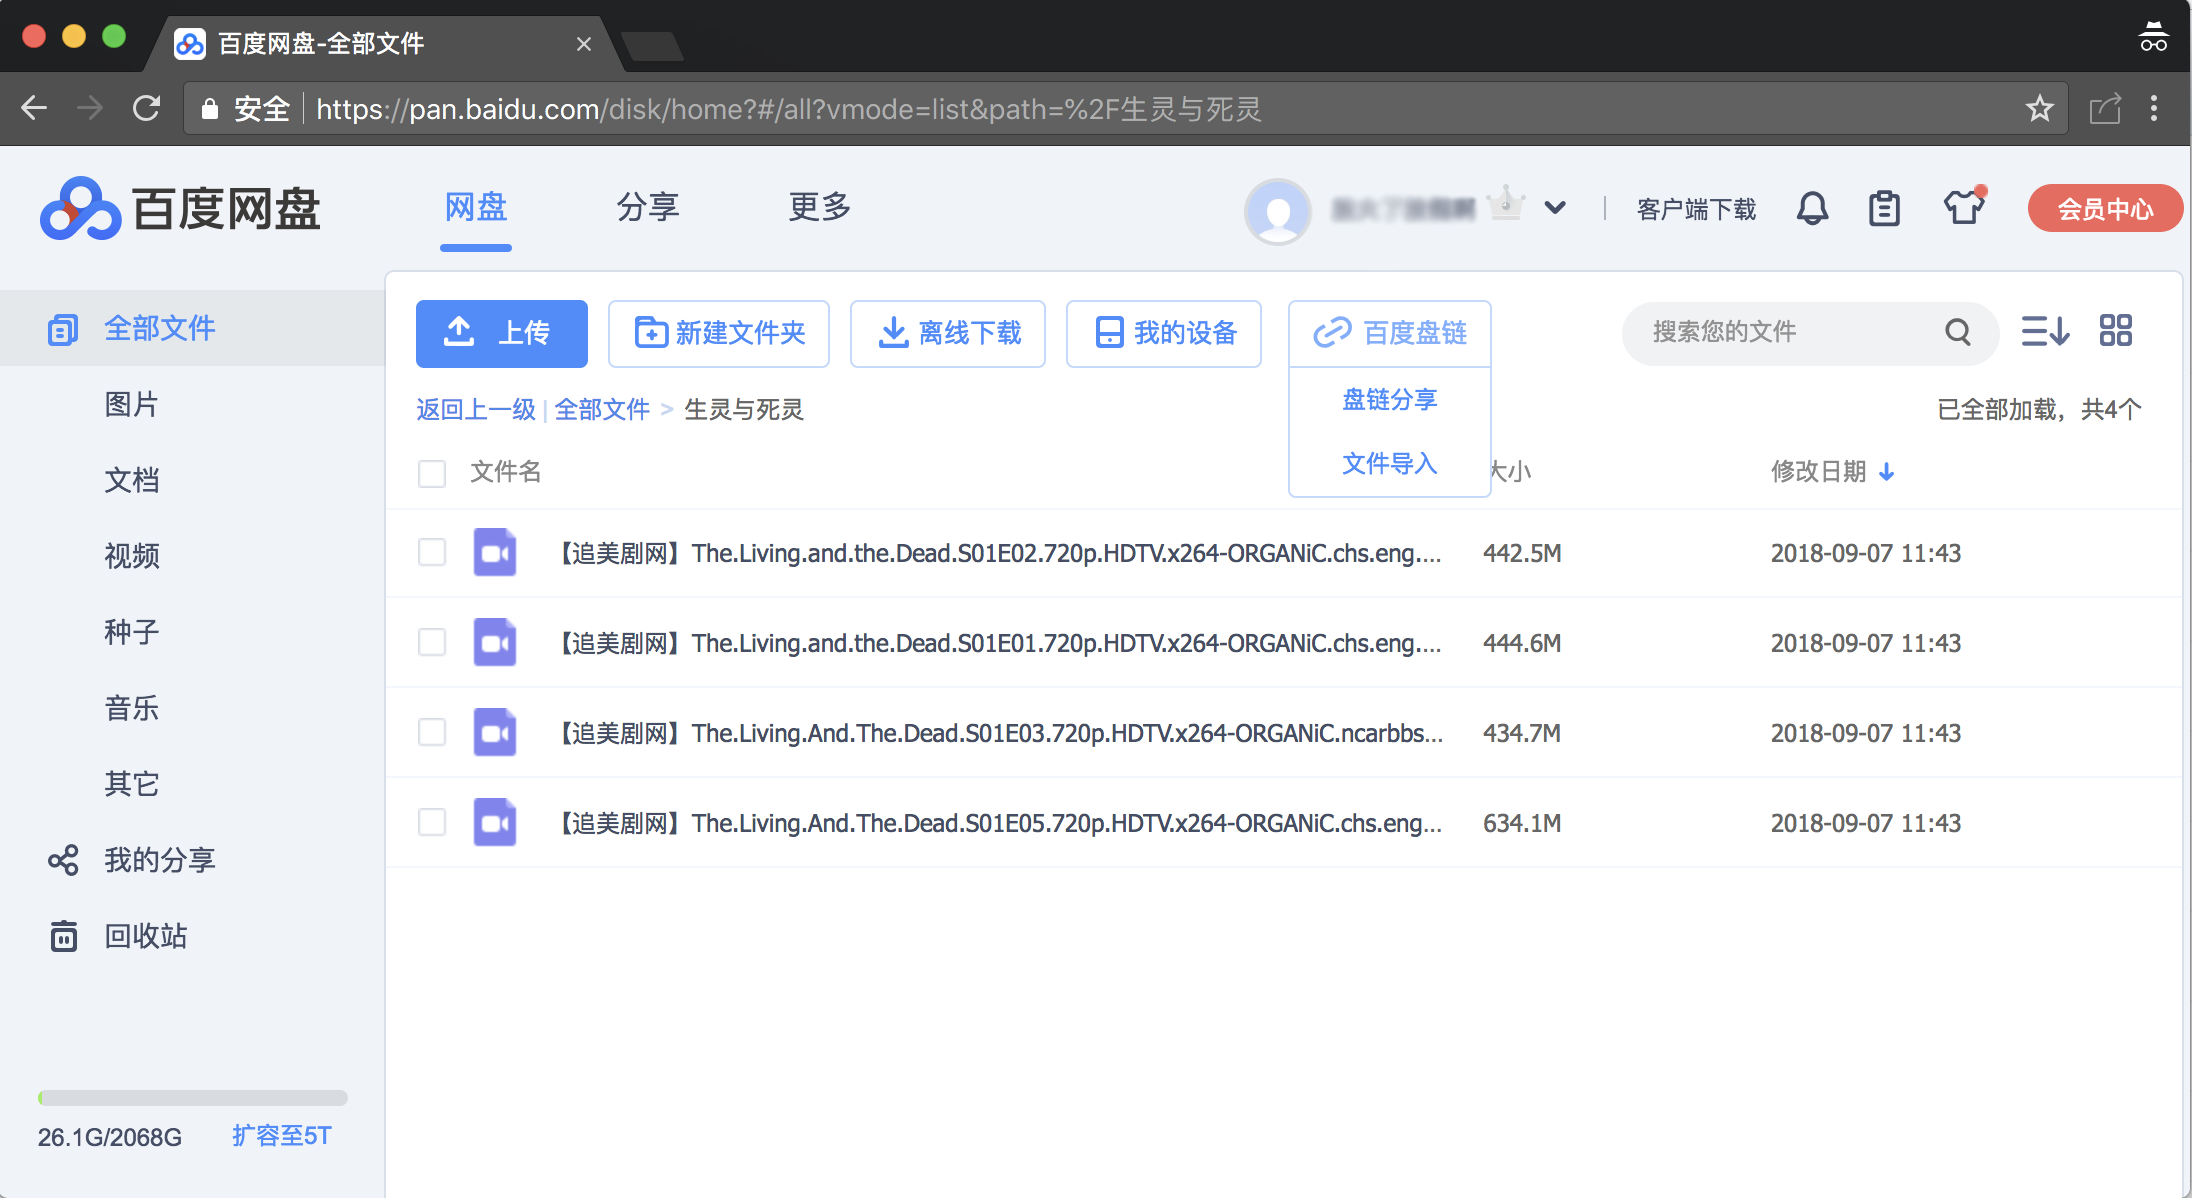 百度网盘-全部文件
安全 https://pan.baidu.com/disk/home?#/all?vmode=list&path=%2F生灵与死灵
百度网盘 网盘 分享 更多 客户端下载 会员中心
全部文件
图片
文档
视频
种子
音乐
其它
我的分享
回收站
26.1G/2068G 扩容至5T
上传 新建文件夹 离线下载 我的设备 百度盘链 搜索您的文件
盘链分享
文件导入
返回上一级 | 全部文件 > 生灵与死灵 已全部加载，共4个
文件名 大小 修改日期
【追美剧网】The.Living.and.the.Dead.S01E02.720p.HDTV.x264-ORGANiC.chs.eng.... 442.5M 2018-09-07 11:43
【追美剧网】The.Living.and.the.Dead.S01E01.720p.HDTV.x264-ORGANiC.chs.eng.... 444.6M 2018-09-07 11:43
【追美剧网】The.Living.And.The.Dead.S01E03.720p.HDTV.x264-ORGANiC.ncarbbs... 434.7M 2018-09-07 11:43
【追美剧网】The.Living.And.The.Dead.S01E05.720p.HDTV.x264-ORGANiC.chs.eng... 634.1M 2018-09-07 11:43